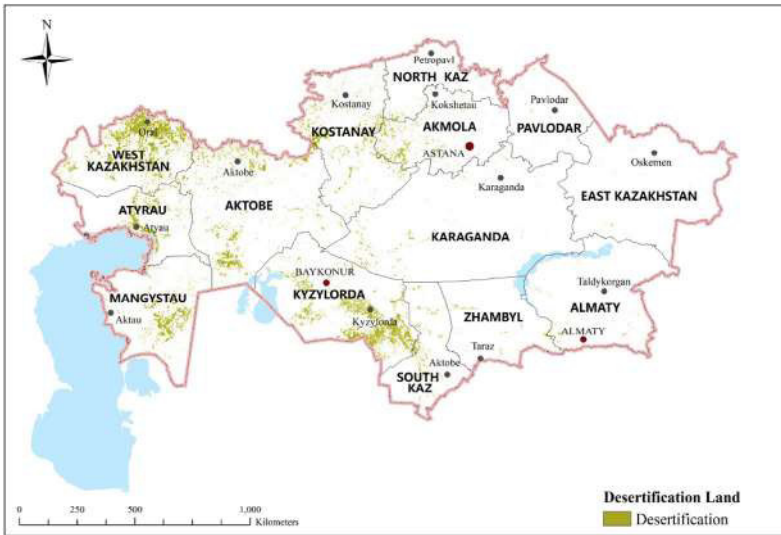 N
Petropavl
NORTH KAZ
Kostanay
Kokshetau
Pavlodar
KOSTANAY
AKMOLA
PAVLODAR
Oral
WEST
KAZAKHSTAN
ASTANA
Oskemen
Aktobe
Karaganda
EAST KAZAKHSTAN
ATYRAU
AKTOBE
Atyau
KARAGANDA
BAYKONUR
MANGYSTAU
KYZYLORDA
Taldykorgan
Aktau
Kyzylorda
ZHAMBYL
ALMATY
ALMATY
Taraz
Aktobe
SOUTH
KAZ
Desertification Land
Desertification
0 250 500 1,000
Kilometers